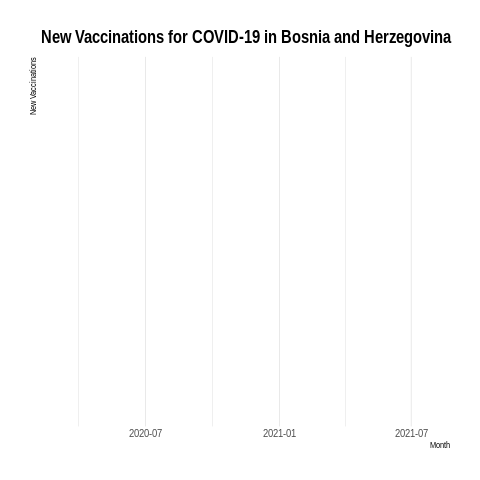 New Vaccinations for COVID-19 in Bosnia and Herzegovina
New Vaccinations
2020-07 2021-01 2021-07
Month